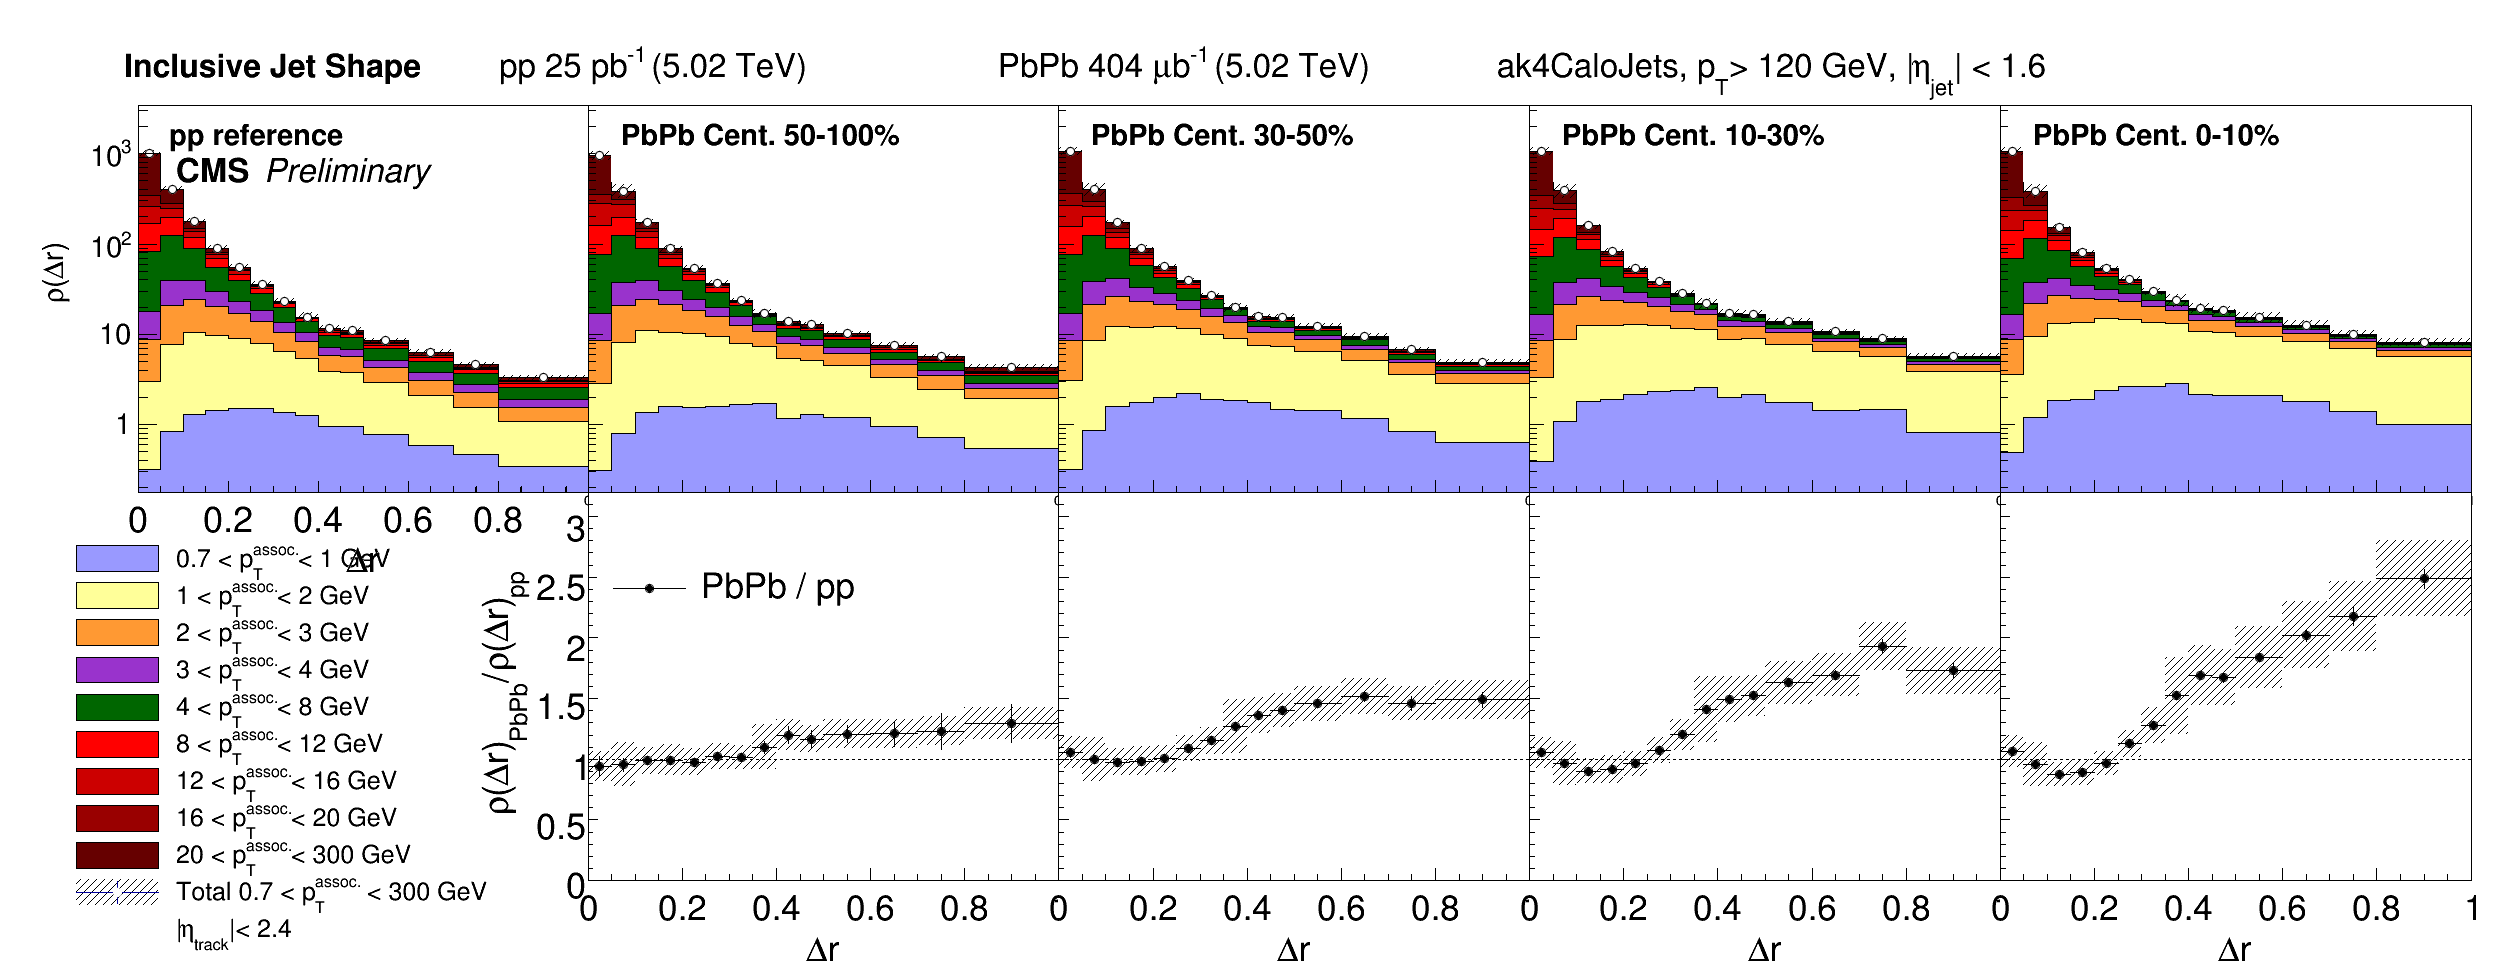 Inclusive Jet Shape pp 25 pb-1 (5.02 TeV) PbPb 404 μb-1 (5.02 TeV) ak4CaloJets, pT> 120 GeV, |ηjet| < 1.6
pp reference
CMS Preliminary
PbPb Cent. 50-100%
PbPb Cent. 30-50%
PbPb Cent. 10-30%
PbPb Cent. 0-10%
ρ(Δr)
10³
10²
10
1
0 0.2 0.4 0.6 0.8
Δr
0.7 < pTassoc.< 1 GeV
1 < pTassoc.< 2 GeV
2 < pTassoc.< 3 GeV
3 < pTassoc.< 4 GeV
4 < pTassoc.< 8 GeV
8 < pTassoc.< 12 GeV
12 < pTassoc.< 16 GeV
16 < pTassoc.< 20 GeV
20 < pTassoc.< 300 GeV
Total 0.7 < pTassoc. < 300 GeV
|ηtrack|< 2.4
ρ(Δr)PbPb/ρ(Δr)pp
3
2.5
2
1.5
1
0.5
0
PbPb / pp
0 0.2 0.4 0.6 0.8
0 0.2 0.4 0.6 0.8
0 0.2 0.4 0.6 0.8
0 0.2 0.4 0.6 0.8 1
Δr
Δr
Δr
Δr